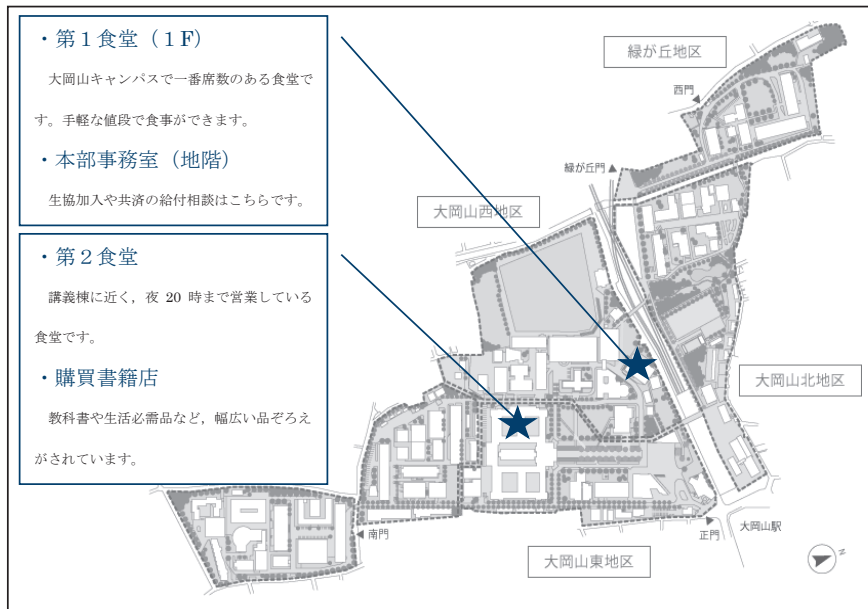 ・第１食堂（１F）
大岡山キャンパスで一番席数のある食堂で
す。手軽な値段で食事ができます。
・本部事務室（地階）
生協加入や共済の給付相談はこちらです。
・第２食堂
講義棟に近く，夜 20 時まで営業している
食堂です。
・購買書籍店
教科書や生活必需品など，幅広い品ぞろえ
がされています。
緑が丘地区
西門
緑が丘門
大岡山西地区
大岡山北地区
南門
大岡山東地区
正門
大岡山駅
N